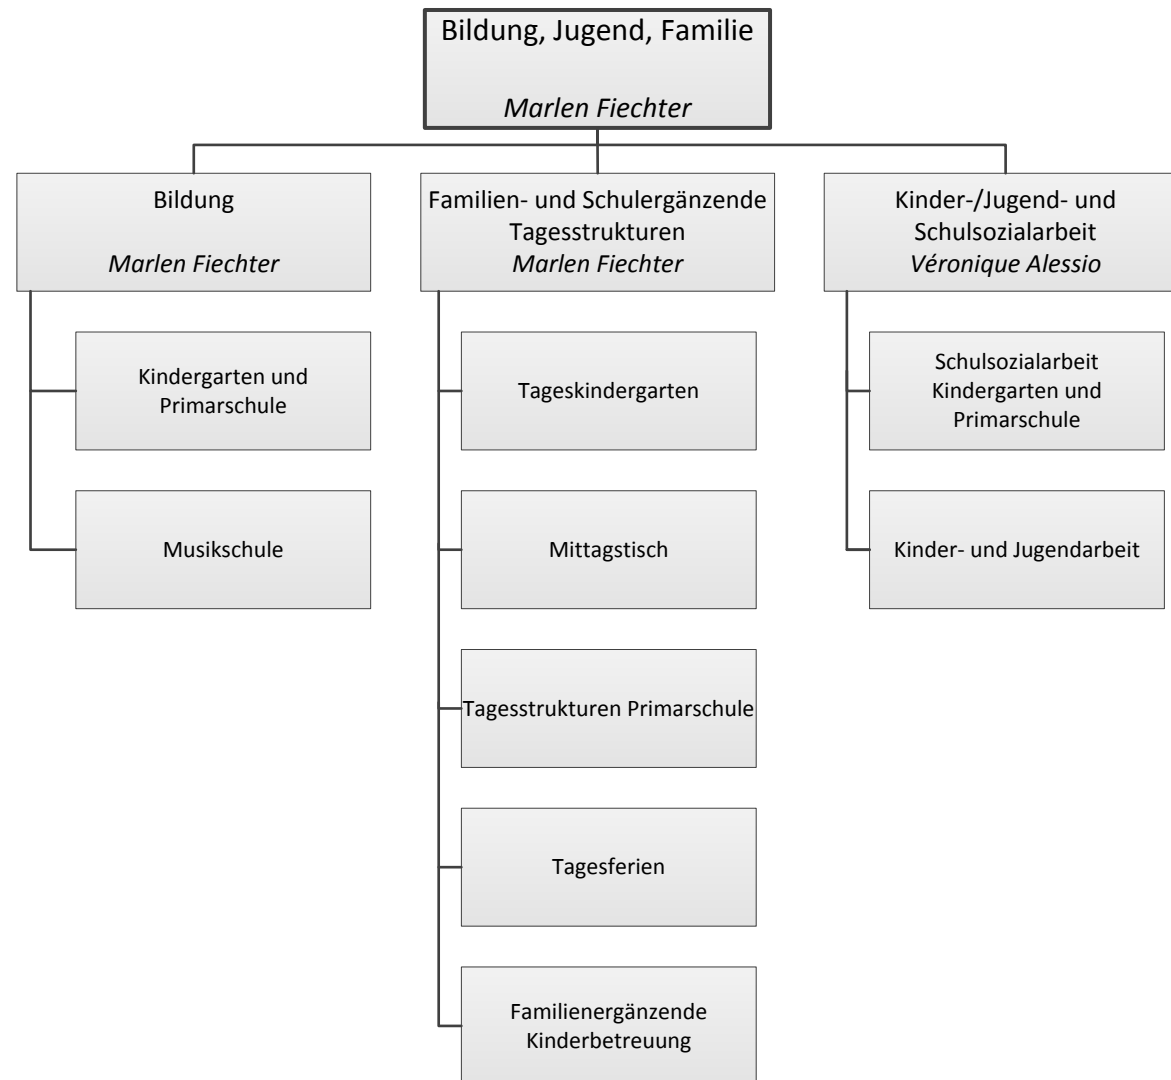 Bildung, Jugend, Familie
Marlen Fiechter
Bildung
Marlen Fiechter
Kindergarten und
Primarschule
Musikschule
Familien- und Schulergänzende
Tagesstrukturen
Marlen Fiechter
Tageskindergarten
Mittagstisch
Tagesstrukturen Primarschule
Tagesferien
Familienergänzende
Kinderbetreuung
Kinder-/Jugend- und
Schulsozialarbeit
Véronique Alessio
Schulsozialarbeit
Kindergarten und
Primarschule
Kinder- und Jugendarbeit